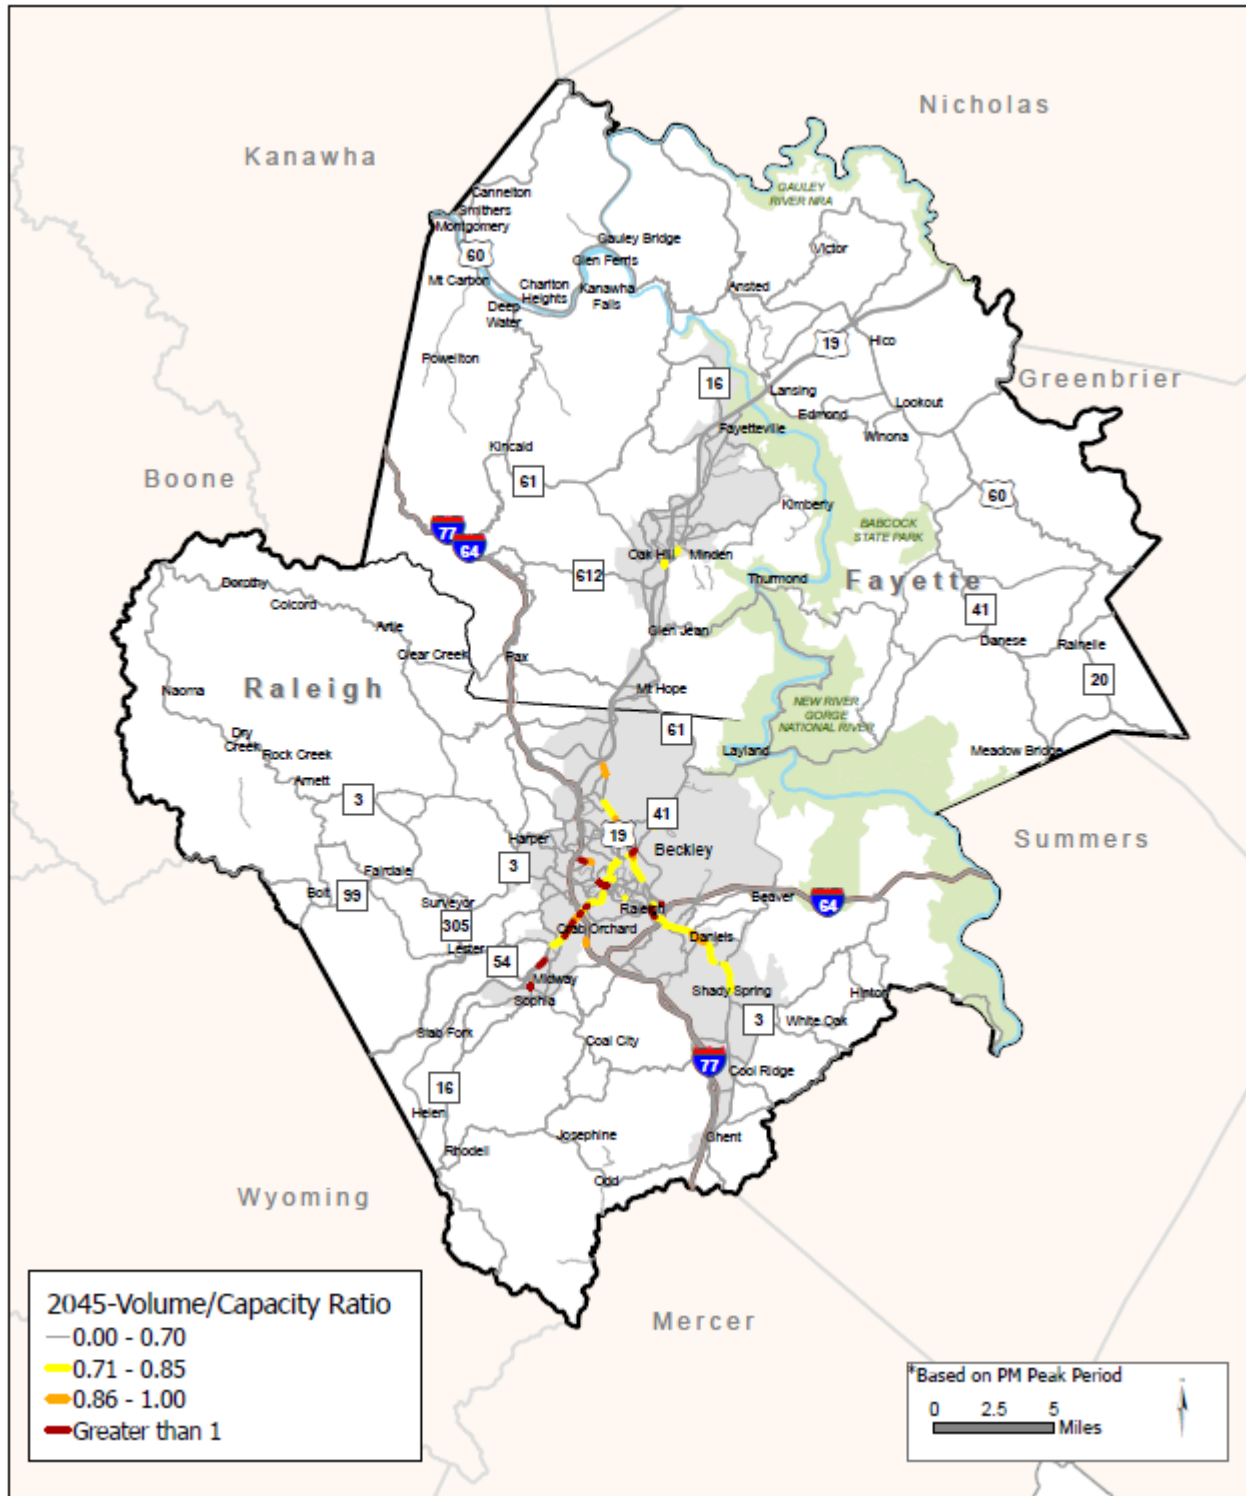 Nicholas
Kanawha
GAULEY
RIVER NRA
Cannelton
Smithers
Montgomery
Gauley Bridge
Victor
60
Glen Ferris
Mt Carbon
Charlton
Heights
Kanawha
Falls
Ansted
Deep
Water
19
Hico
Powellton
Greenbrier
16
Lansing
Lookout
Edmond
Fayetteville
Winona
Kincaid
Boone
61
60
Kimberly
77
BABCOCK
STATE PARK
64
Oak Hill
Minden
612
Thurmond
Fayette
Dorothy
Colcord
41
Artie
Glen Jean
Danese
Rainelle
Clear Creek
Pax
20
Naoma
Raleigh
Mt Hope
NEW RIVER
GORGE
NATIONAL RIVER
61
Dry
Creek
Rock Creek
Layland
Meadow Bridge
Arnett
3
41
Harper
19
Summers
Beckley
3
Fairdale
Bolt
99
Surveyor
Beaver
64
Raleigh
305
Crab Orchard
Daniels
Lester
54
Midway
Sophia
Shady Spring
Hinton
3
White Oak
Slab Fork
Coal City
77
Cool Ridge
16
Helen
Josephine
Ghent
Rhodell
Odd
Wyoming
Mercer
2045-Volume/Capacity Ratio
0.00 - 0.70
0.71 - 0.85
0.86 - 1.00
Greater than 1
*Based on PM Peak Period
0 2.5 5
Miles